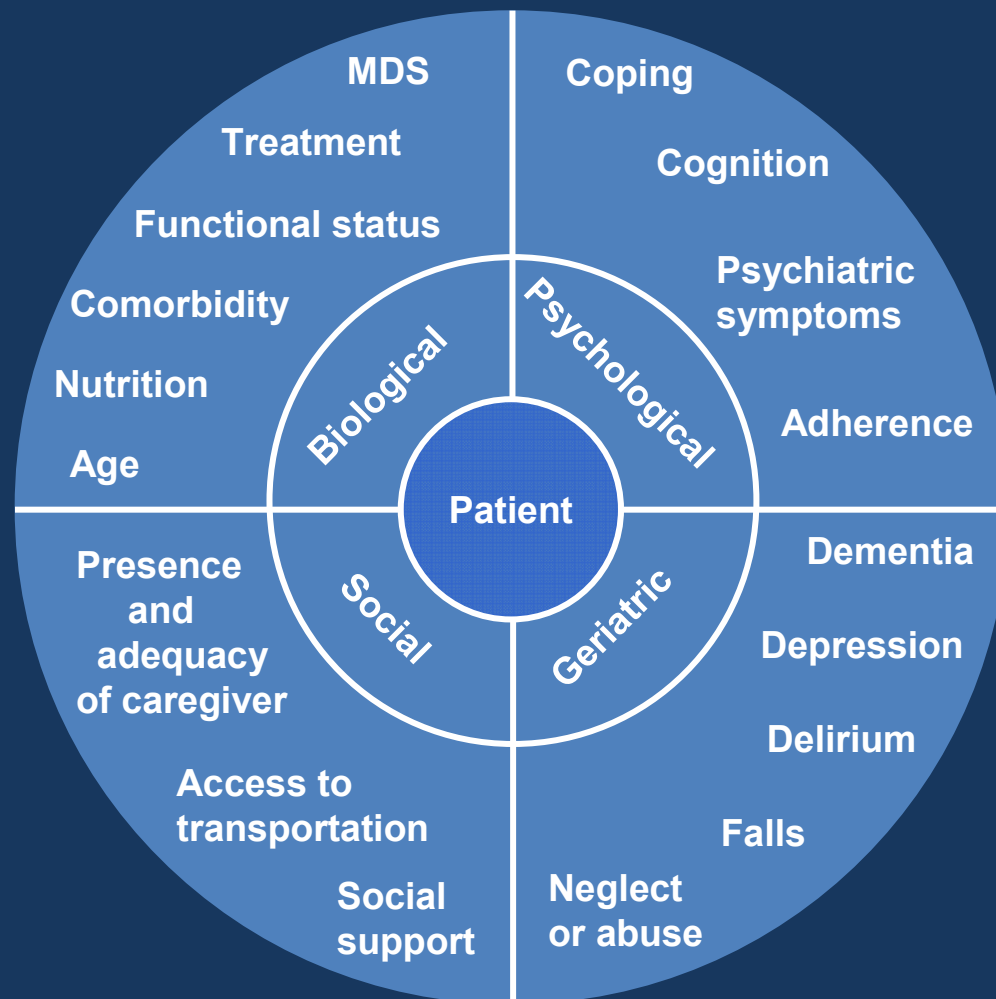 MDS
Treatment
Functional status
Comorbidity
Nutrition
Age
Biological
Coping
Cognition
Psychiatric
symptoms
Adherence
Psychological
Patient
Presence
and
adequacy
of caregiver
Access to
transportation
Social
support
Social
Geriatric
Dementia
Depression
Delirium
Falls
Neglect
or abuse